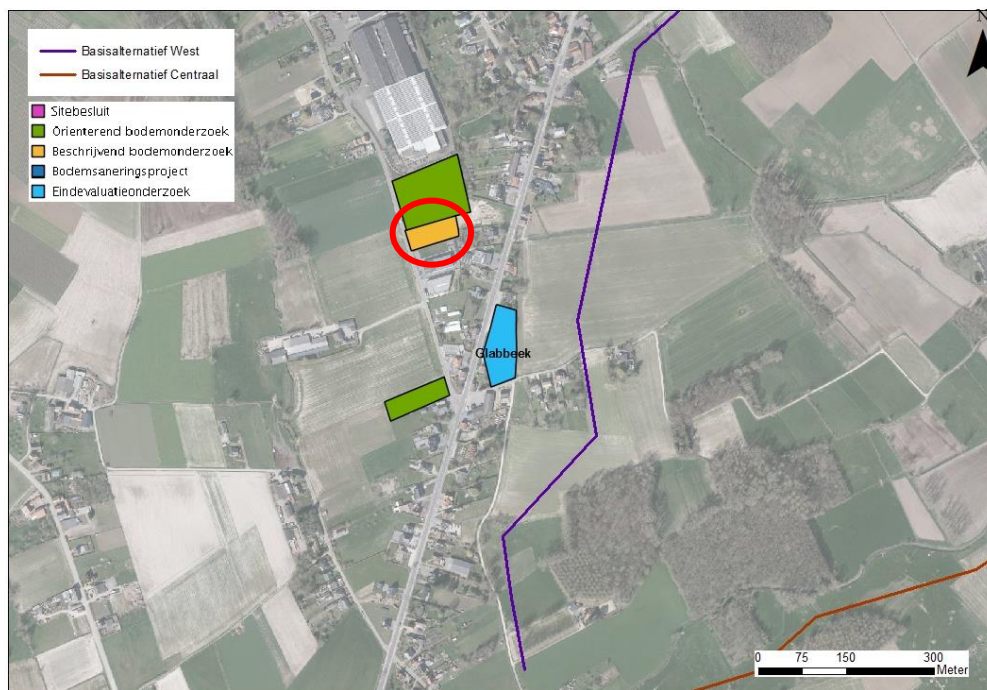 N
Basisalternatief West
Basisalternatief Centraal
Sitebesluit
Oriënterend bodemonderzoek
Beschrijvend bodemonderzoek
Bodemsaneringsproject
Eindevaluatieonderzoek
Glabbeek
0 75 150 300
Meter